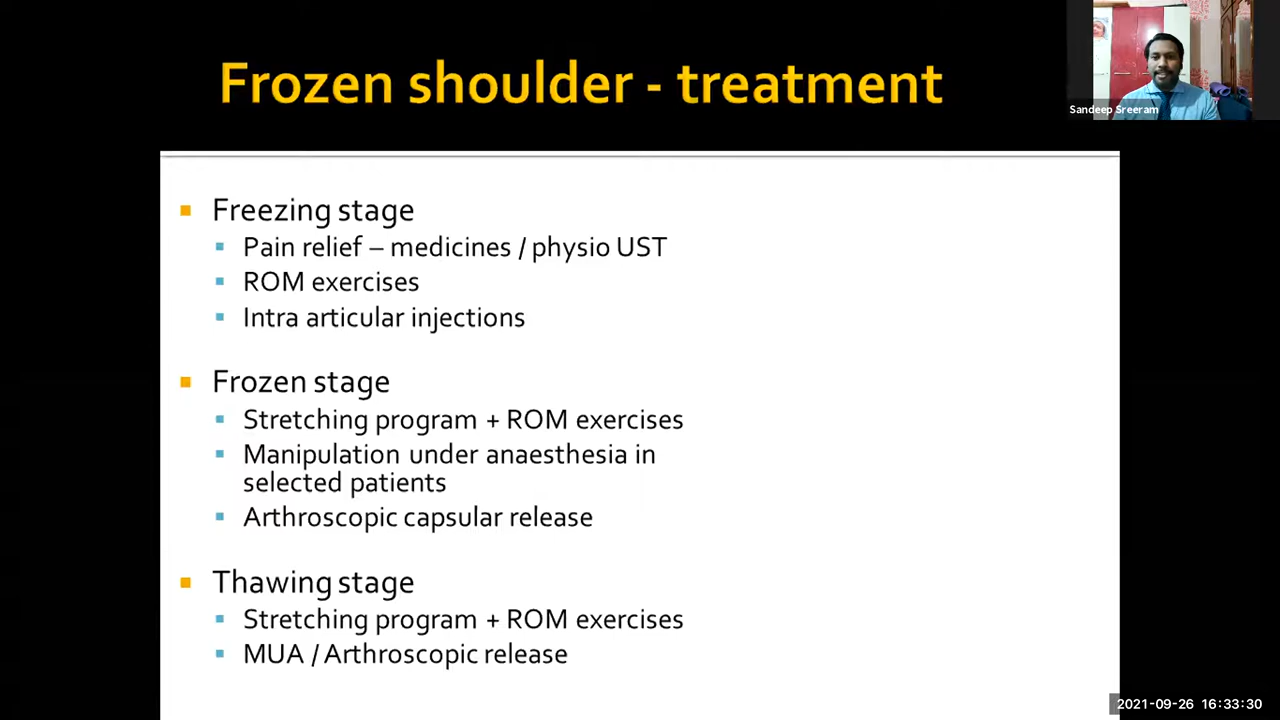 Frozen shoulder - treatment
Sandeep Sreeram
Freezing stage
Pain relief – medicines / physio UST
ROM exercises
Intra articular injections
Frozen stage
Stretching program + ROM exercises
Manipulation under anaesthesia in
selected patients
Arthroscopic capsular release
Thawing stage
Stretching program + ROM exercises
MUA / Arthroscopic release
2021-09-26 16:33:30